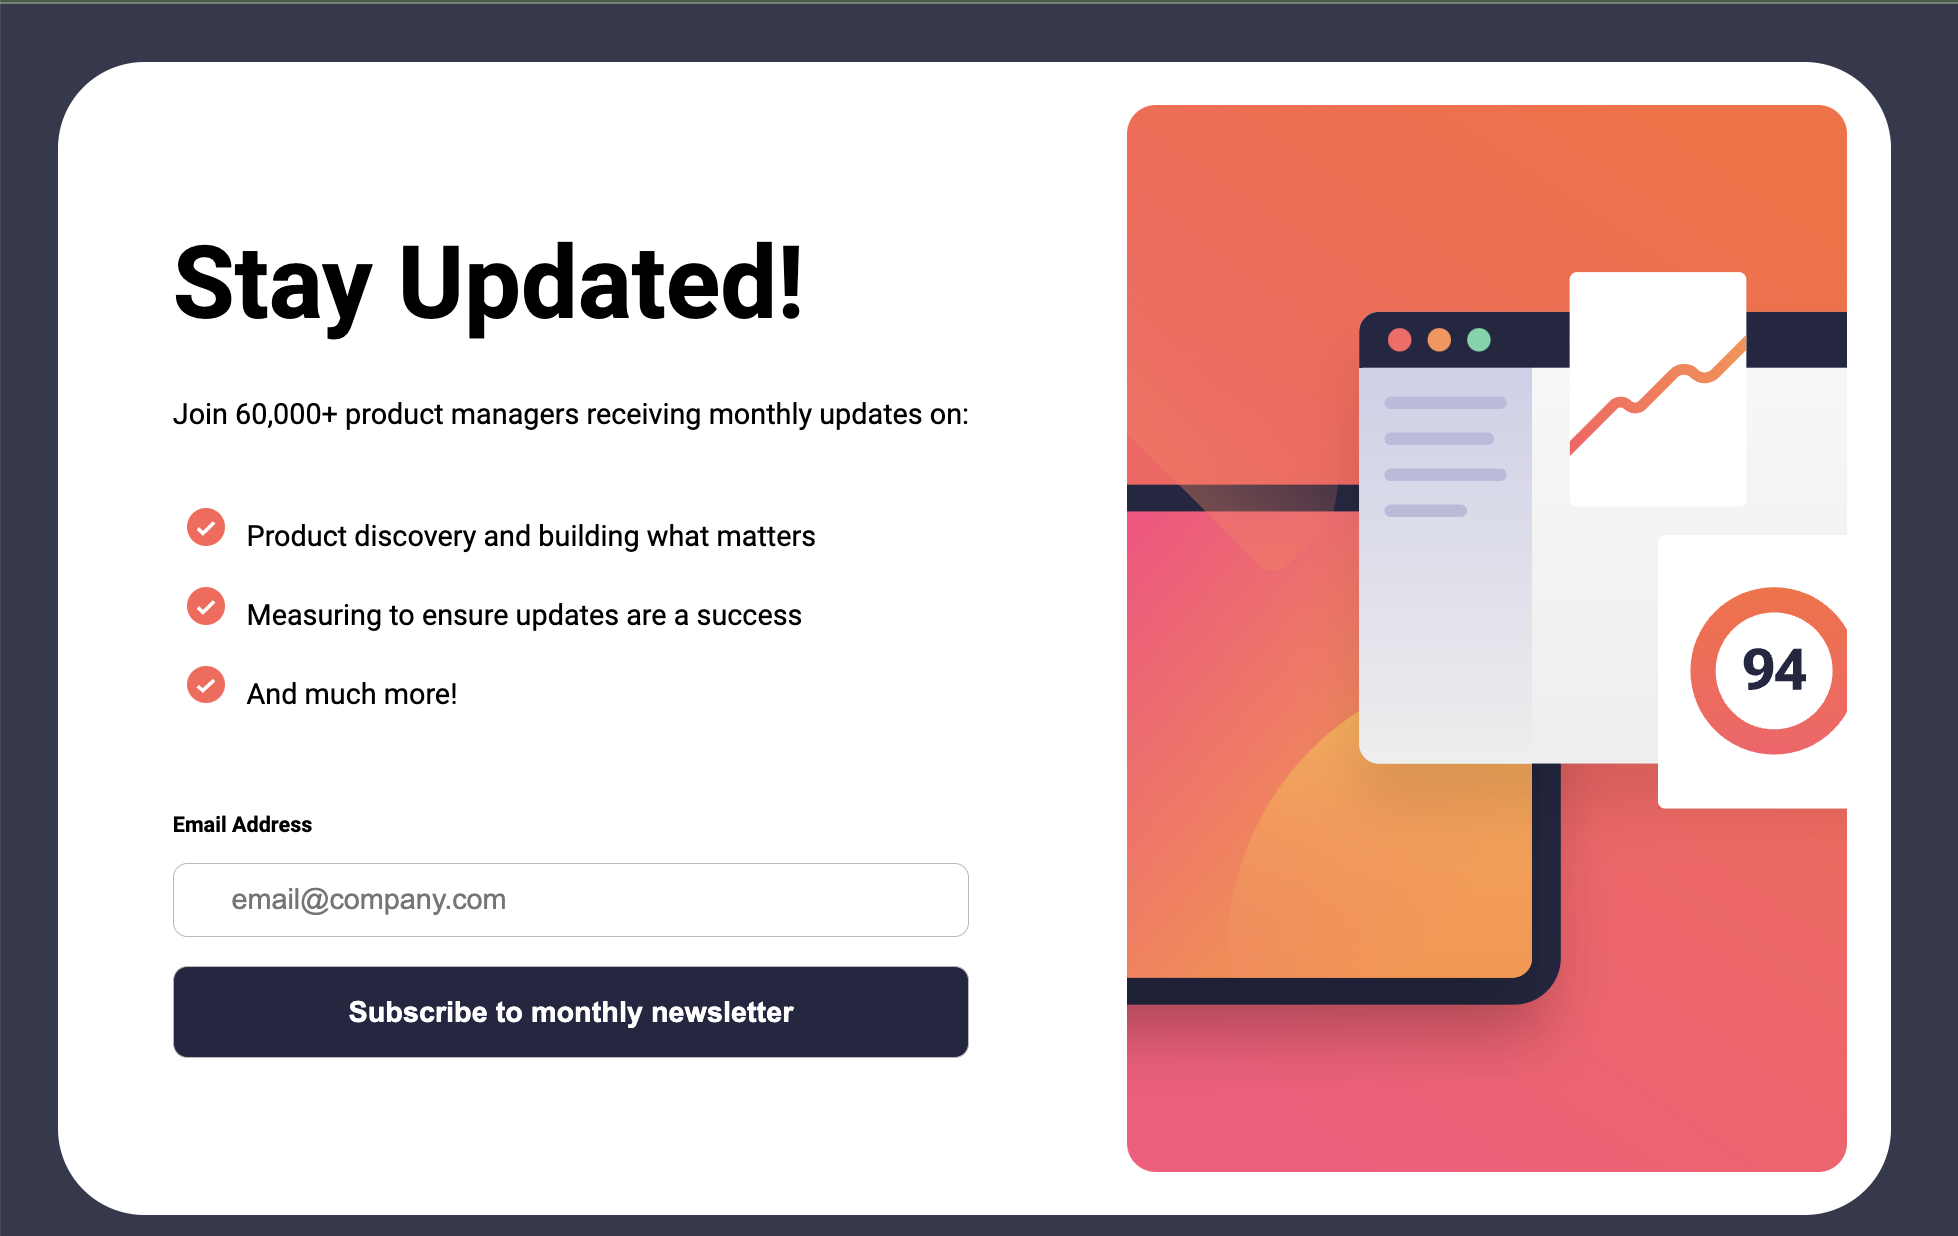 Stay Updated!
Join 60,000+ product managers receiving monthly updates on:
Product discovery and building what matters
Measuring to ensure updates are a success
And much more!
Email Address
email@company.com
Subscribe to monthly newsletter
94